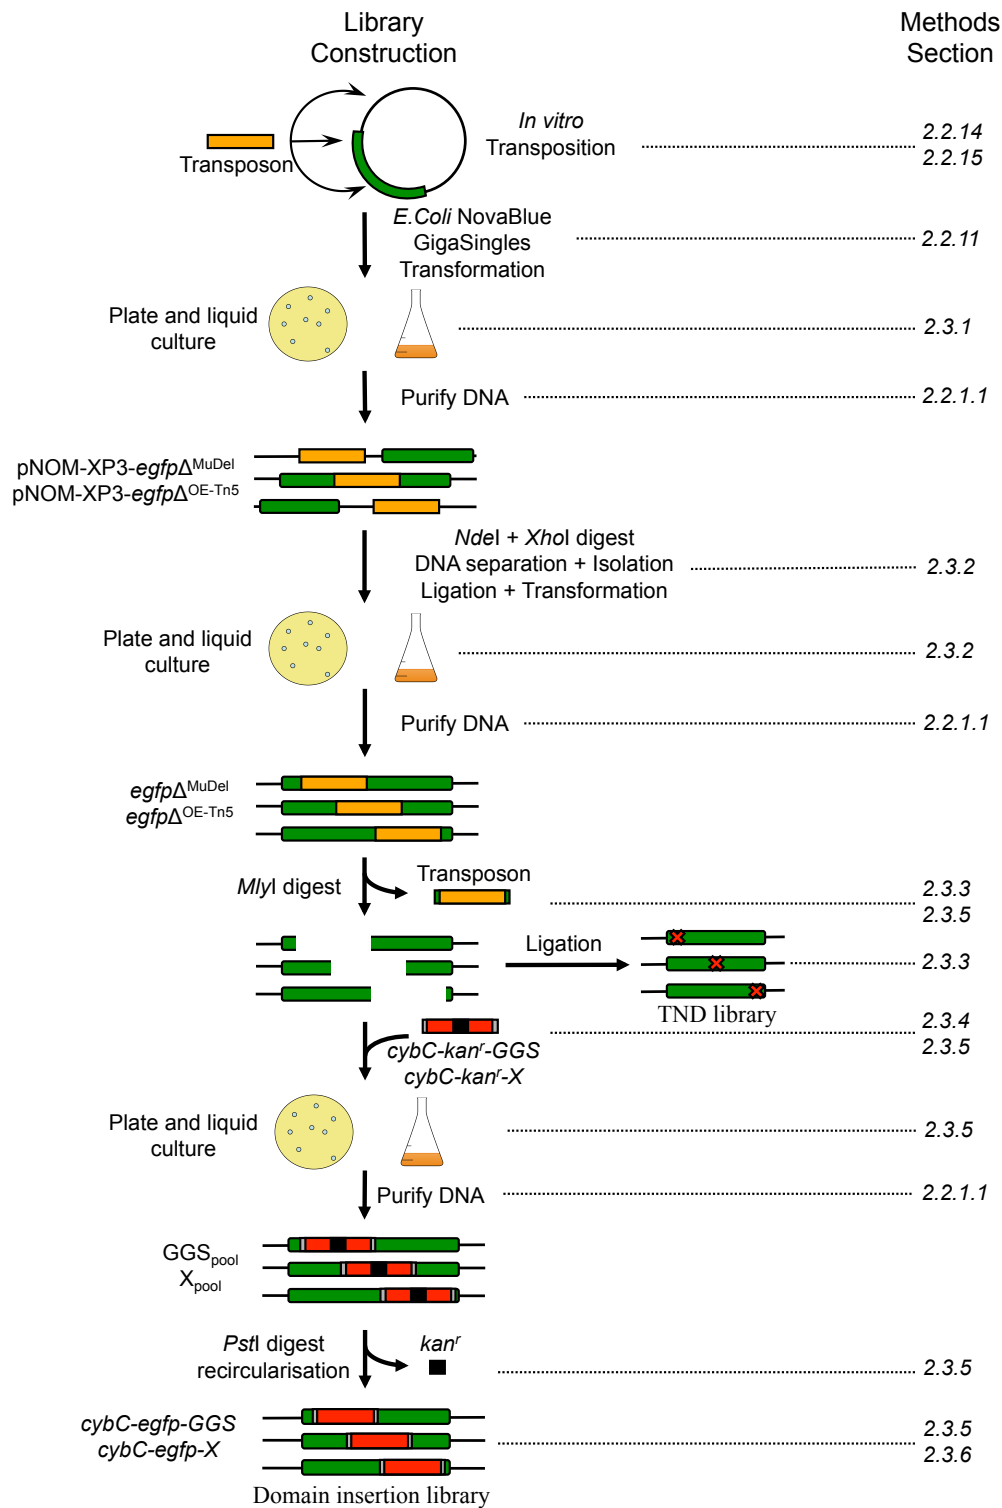 Library
Construction
Methods
Section
Transposon
In vitro
Transposition
2.2.14
2.2.15
E.Coli NovaBlue
GigaSingles
Transformation
2.2.11
Plate and liquid
culture
2.3.1
Purify DNA
2.2.1.1
pNOM-XP3-egfpΔMuDel
pNOM-XP3-egfpΔOE-Tn5
NdeI + XhoI digest
DNA separation + Isolation
Ligation + Transformation
2.3.2
Plate and liquid
culture
2.3.2
Purify DNA
2.2.1.1
egfpΔMuDel
egfpΔOE-Tn5
MlyI digest
Transposon
2.3.3
2.3.5
Ligation
2.3.3
TND library
cybC-kanr-GGS
cybC-kanr-X
2.3.4
2.3.5
Plate and liquid
culture
2.3.5
Purify DNA
2.2.1.1
GGSpool
Xpool
PstI digest
recircularisation
kanr
2.3.5
cybC-egfp-GGS
cybC-egfp-X
2.3.5
2.3.6
Domain insertion library